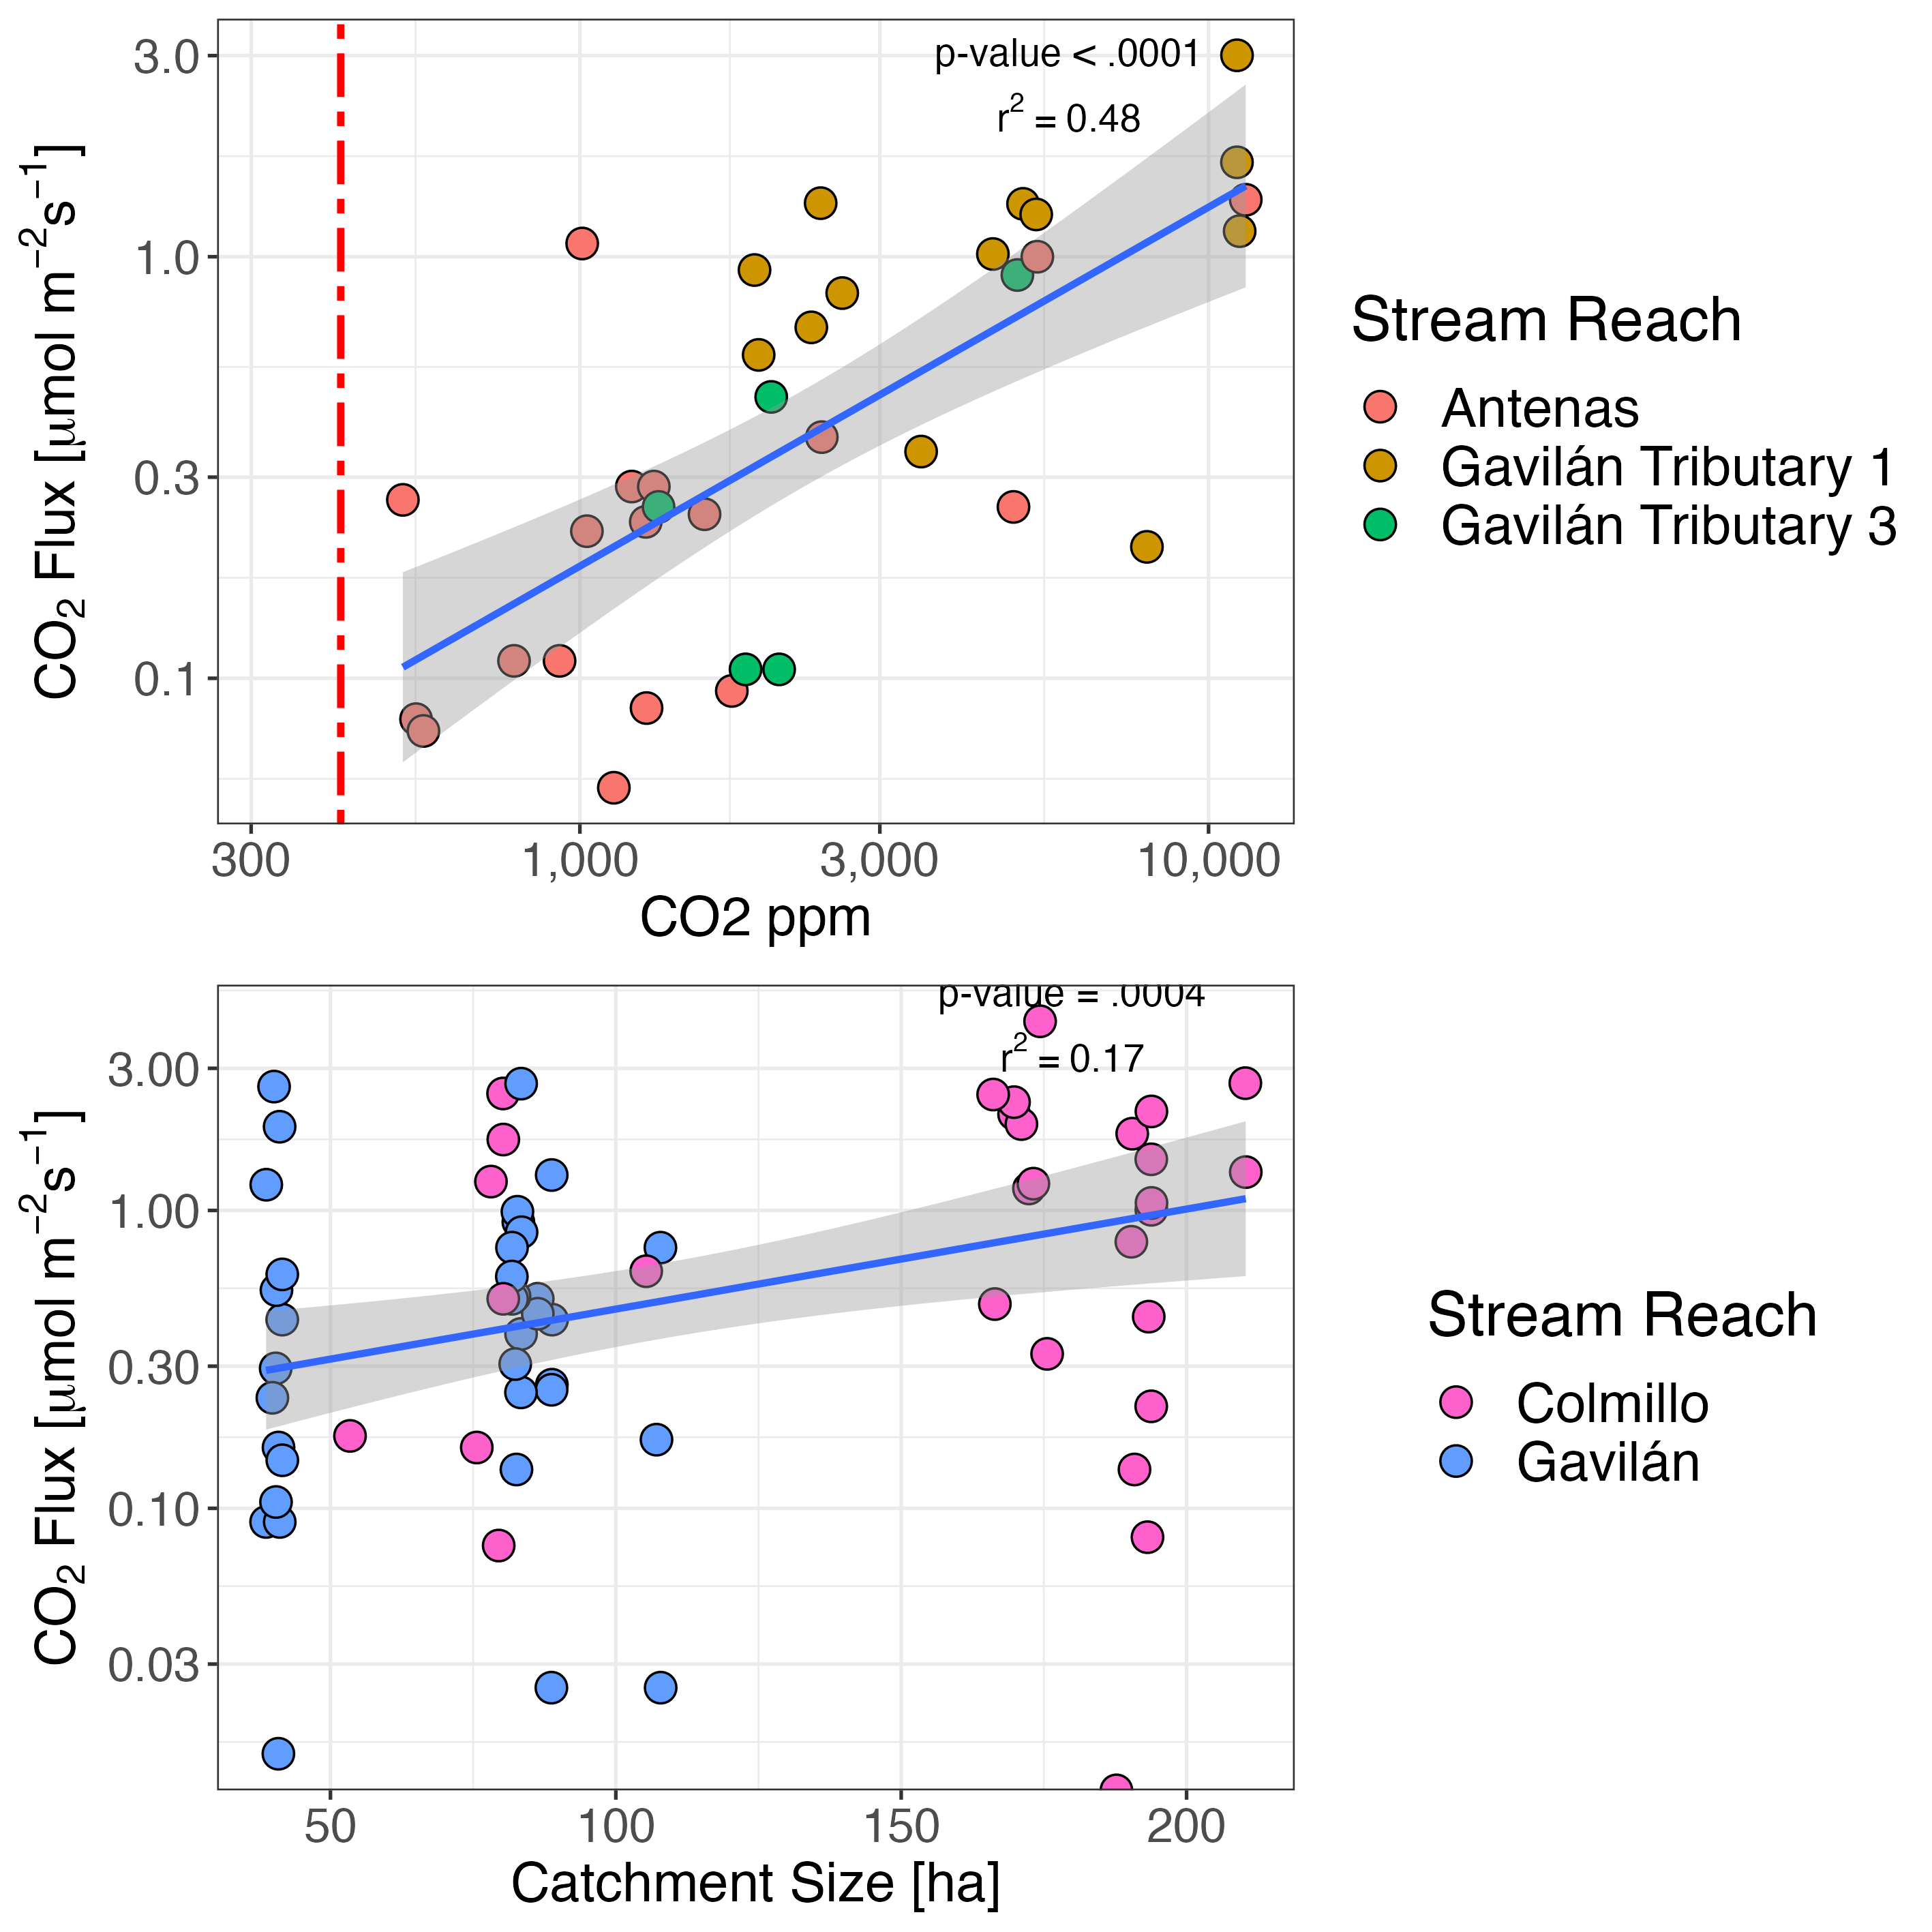 3.0
1.0
0.3
0.1
CO₂ Flux [μmol m⁻²s⁻¹]
p-value < .0001
r² = 0.48
300 1,000 3,000 10,000
CO2 ppm
Stream Reach
Antenas
Gavilán Tributary 1
Gavilán Tributary 3
3.00
1.00
0.30
0.10
0.03
CO₂ Flux [μmol m⁻²s⁻¹]
p-value = .0004
r² = 0.17
50 100 150 200
Catchment Size [ha]
Stream Reach
Colmillo
Gavilán